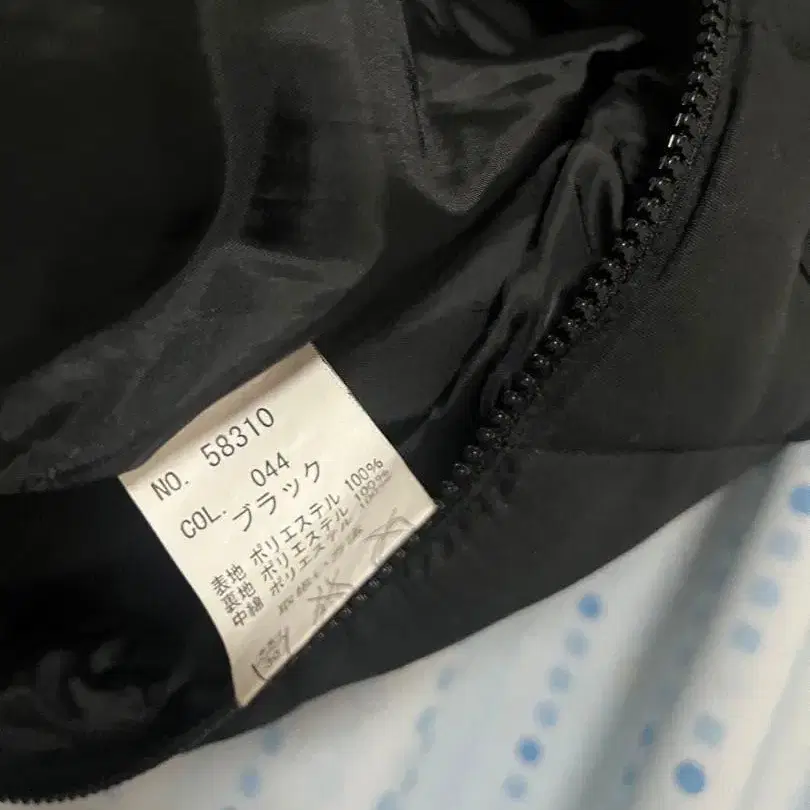 NO. 58310
COL. 044
ブラック
表地 ポリエステル 100%
裏地 ポリエステル 100%
中綿 ポリエステル